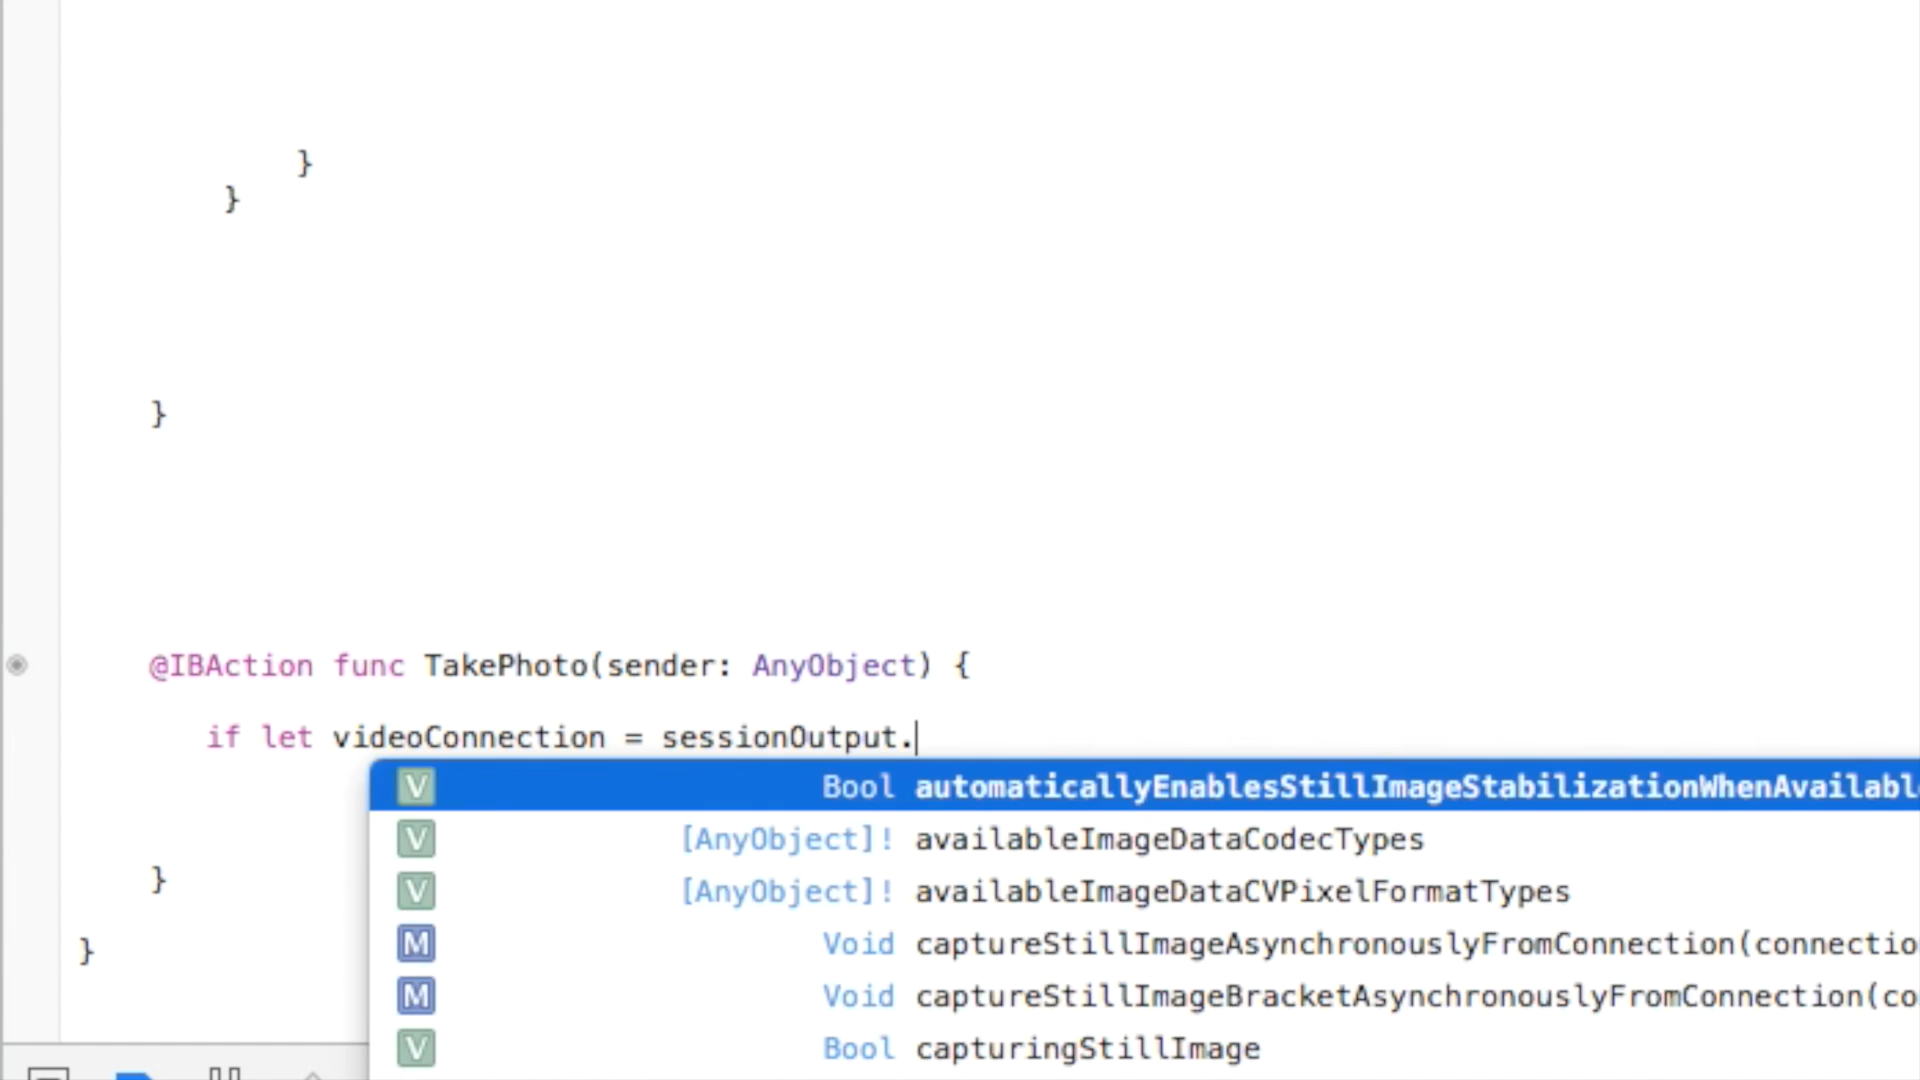 }
}
}
@IBAction func TakePhoto(sender: AnyObject) {
if let videoConnection = sessionOutput.
V Bool automaticallyEnablesStillImageStabilizationWhenAvailable
V [AnyObject]! availableImageDataCodecTypes
V [AnyObject]! availableImageDataCVPixelFormatTypes
}
M Void captureStillImageAsynchronouslyFromConnection(connectio
}
M Void captureStillImageBracketAsynchronouslyFromConnection(co
V Bool capturingStillImage